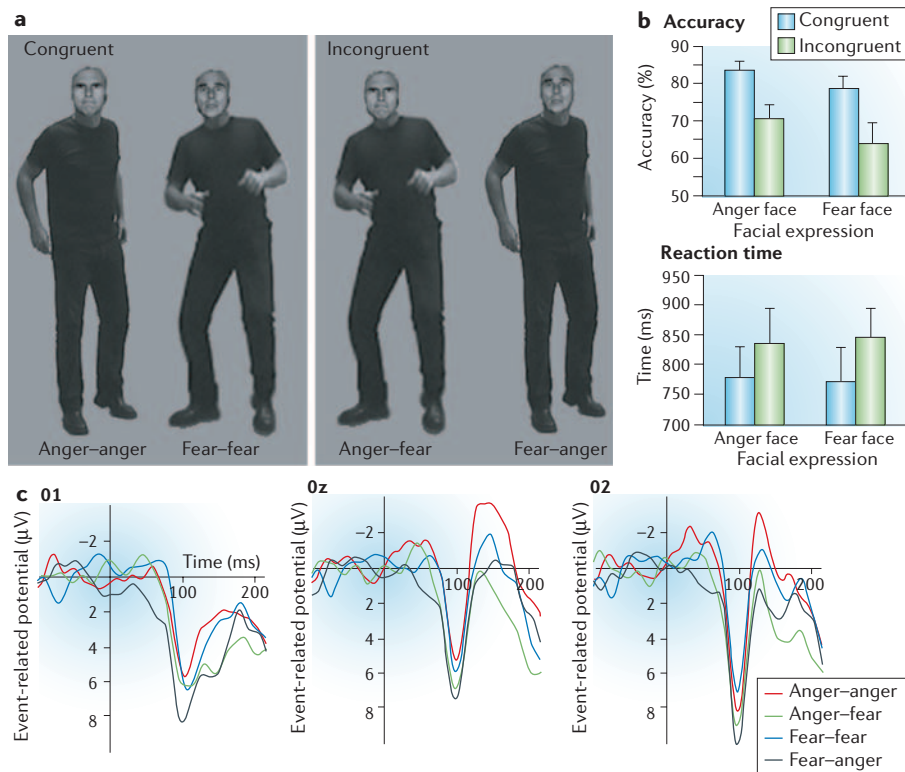 a
Congruent
Incongruent
Anger–anger
Fear–fear
Anger–fear
Fear–anger
b Accuracy
Congruent
Incongruent
Accuracy (%)
90
80
70
60
50
Anger face
Fear face
Facial expression
Reaction time
Time (ms)
950
900
850
800
750
700
Anger face
Fear face
Facial expression
c 01
Event-related potential (μV)
–2
Time (ms)
100
200
2
4
6
8
0z
Event-related potential (μV)
–2
100
200
2
4
6
8
02
Event-related potential (μV)
–2
100
200
2
4
6
8
Anger–anger
Anger–fear
Fear–fear
Fear–anger